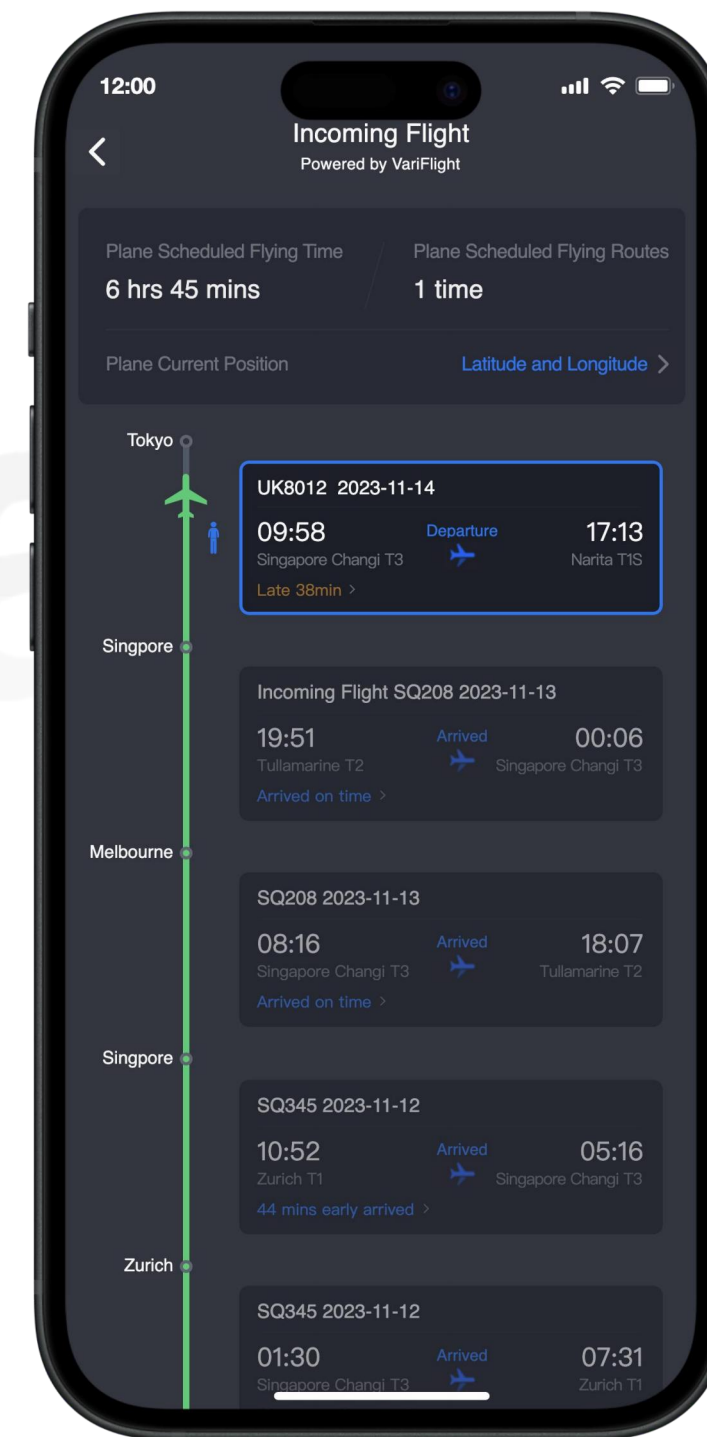 12:00
Incoming Flight
Powered by VariFlight
Plane Scheduled Flying Time
Plane Scheduled Flying Routes
6 hrs 45 mins
1 time
Plane Current Position
Latitude and Longitude
Tokyo
UK8012 2023-11-14
09:58 Departure 17:13
Singapore Changi T3 Narita T1S
Late 38min
Singpore
Incoming Flight SQ208 2023-11-13
19:51 Arrived 00:06
Tullamarine T2 Singapore Changi T3
Arrived on time
Melbourne
SQ208 2023-11-13
08:16 Arrived 18:07
Singapore Changi T3 Tullamarine T2
Arrived on time
Singpore
SQ345 2023-11-12
10:52 Arrived 05:16
Zurich T1 Singapore Changi T3
44 mins early arrived
Zurich
SQ345 2023-11-12
01:30 Arrived 07:31
Singapore Changi T3 Zurich T1